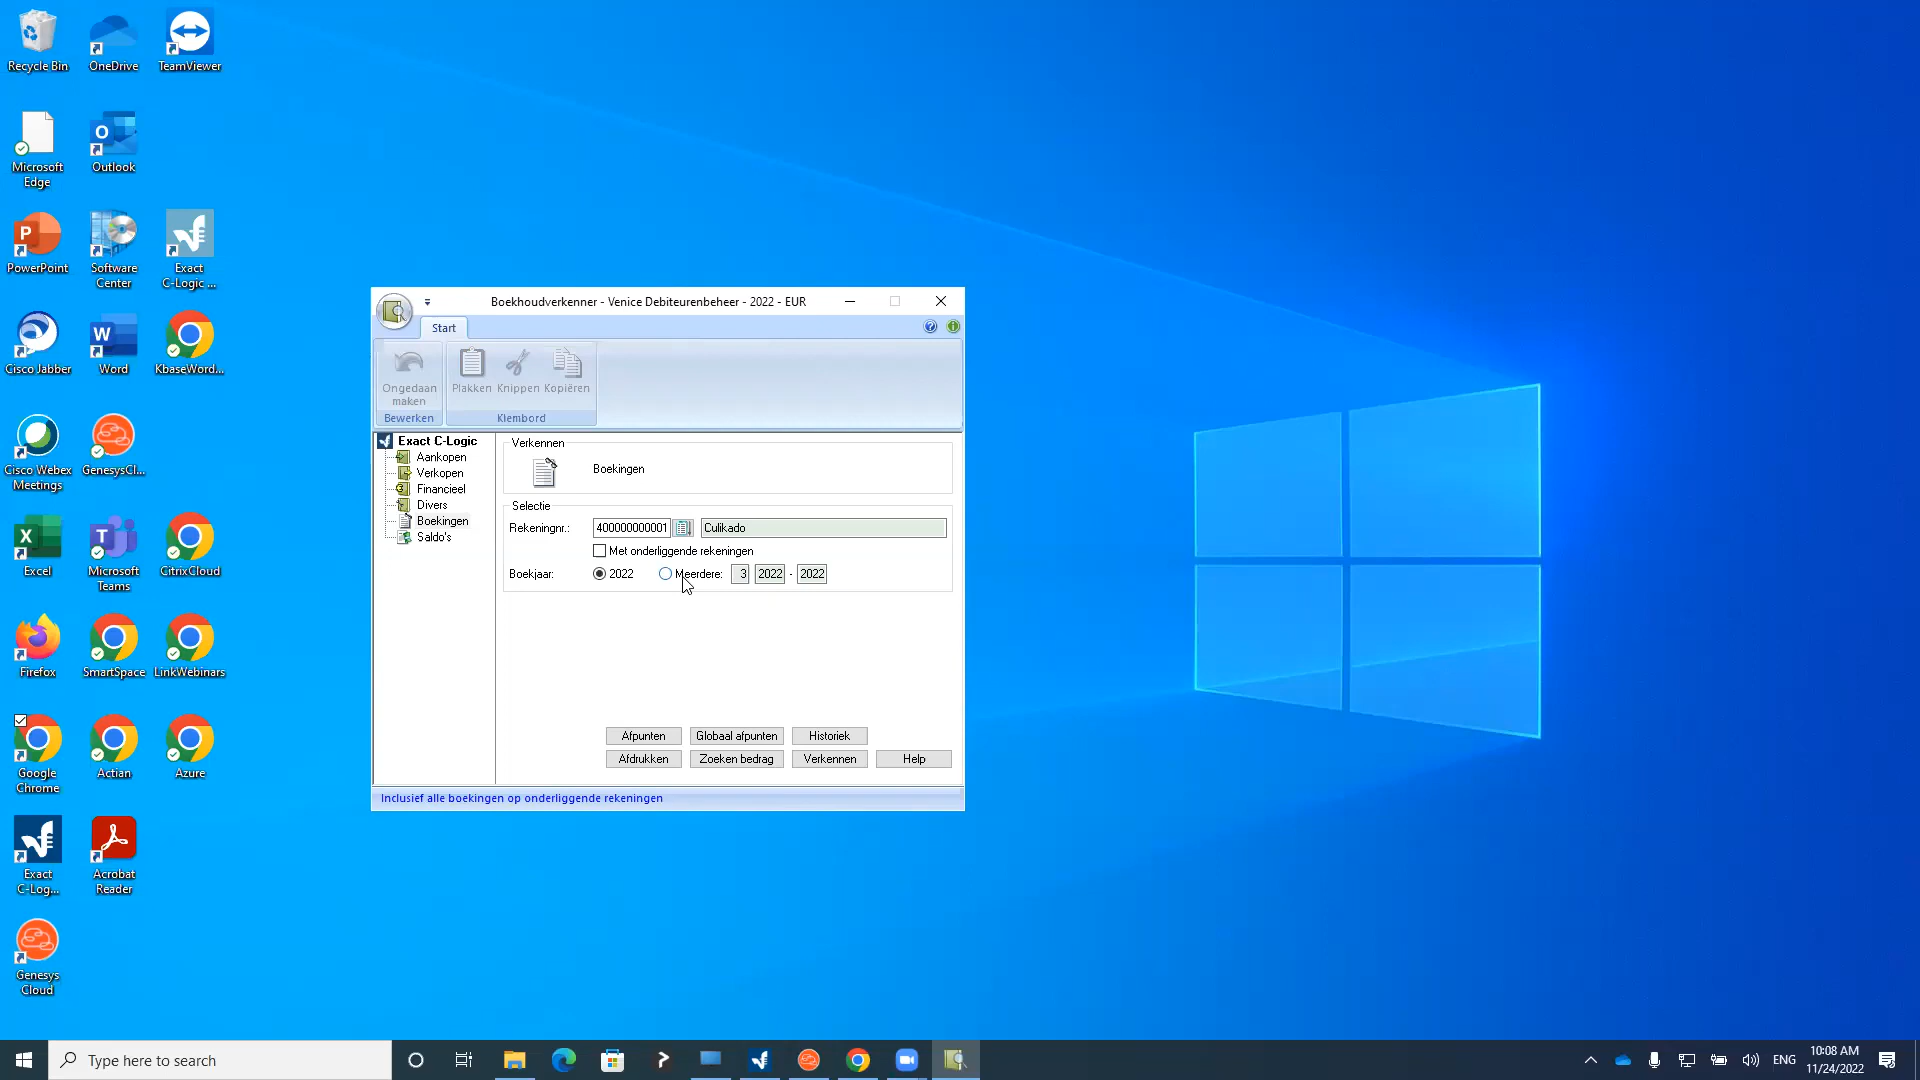 Recycle Bin
OneDrive
TeamViewer
Microsoft
Edge
Outlook
PowerPoint
Software
Center
Exact
C-Logic ...
Cisco Jabber
Word
KbaseWord...
Cisco Webex
Meetings
GenesysCl...
Excel
Microsoft
Teams
CitrixCloud
Firefox
SmartSpace
LinkWebinars
Google
Chrome
Actian
Azure
Exact
C-Log...
Acrobat
Reader
Genesys
Cloud
Boekhoudverkenner - Venice Debiteurenbeheer - 2022 - EUR
Start
Ongedaan
maken
Plakken Knippen Kopiëren
Bewerken
Klembord
Exact C-Logic
Aankopen
Verkopen
Financieel
Divers
Boekingen
Saldo's
Verkennen
Boekingen
Selectie
Rekeningnr.: 400000000001 Culikado
Met onderliggende rekeningen
Boekjaar: 2022 Meerdere: 3 2022 - 2022
Afpunten Globaal afpunten Historiek
Afdrukken Zoeken bedrag Verkennen Help
Inclusief alle boekingen op onderliggende rekeningen
Type here to search
ENG
10:08 AM
11/24/2022